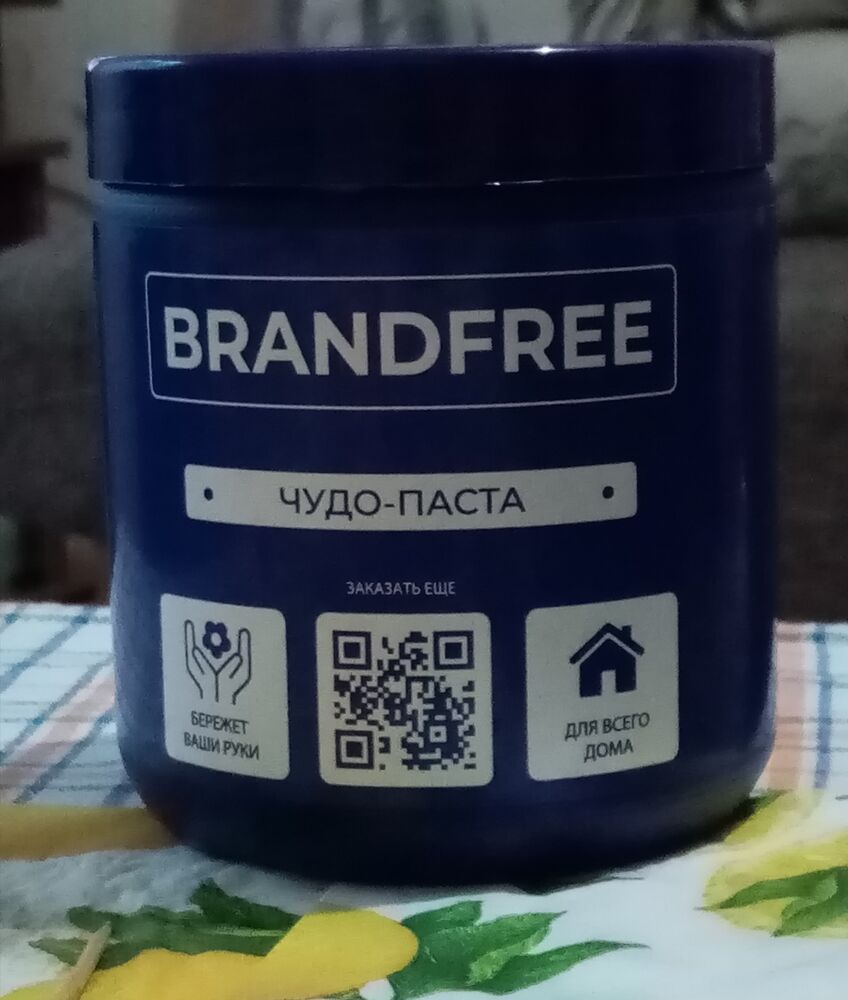 BRANDFREE
ЧУДО-ПАСТА
ЗАКАЗАТЬ ЕЩЕ
БЕРЕЖЕТ
ВАШИ РУКИ
ДЛЯ ВСЕГО
ДОМА